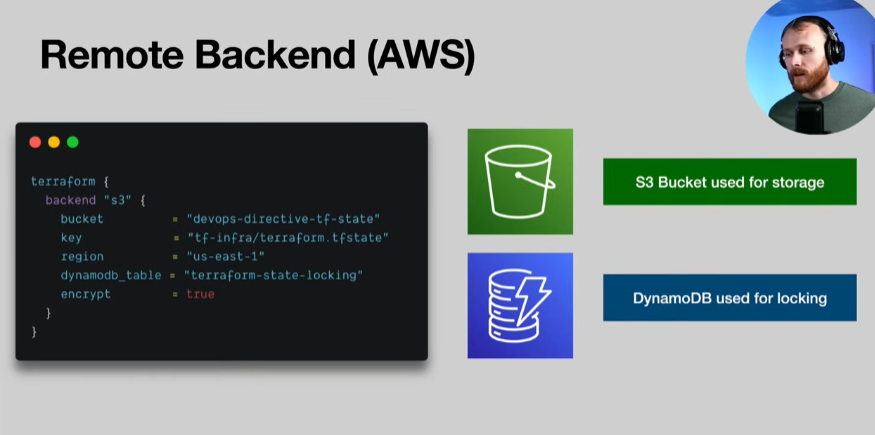 Remote Backend (AWS)
terraform {
backend "s3" {
bucket = "devops-directive-tf-state"
key = "tf-infra/terraform.tfstate"
region = "us-east-1"
dynamodb_table = "terraform-state-locking"
encrypt = true
}
}
S3 Bucket used for storage
DynamoDB used for locking